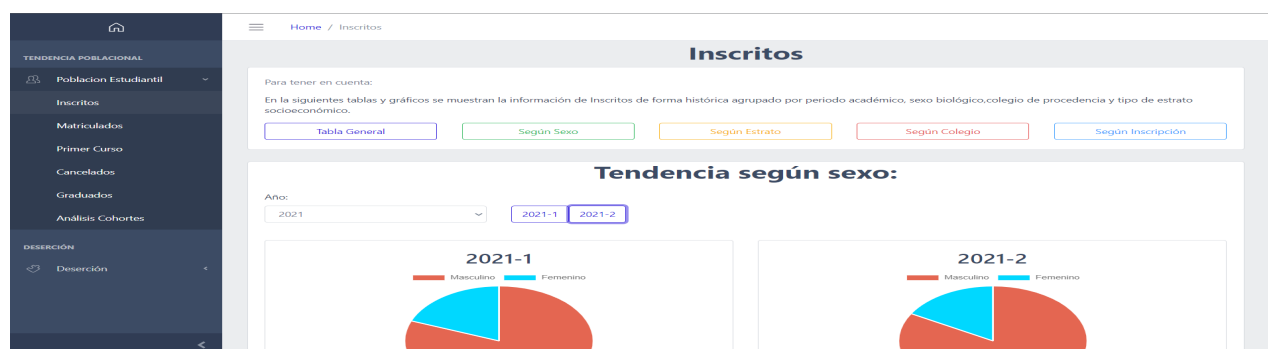 Home / Inscritos
TENDENCIA POBLACIONAL
Poblacion Estudiantil
Inscritos
Matriculados
Primer Curso
Cancelados
Graduados
Análisis Cohortes
DESERCIÓN
Deserción
Inscritos
Para tener en cuenta:
En la siguientes tablas y gráficos se muestran la información de Inscritos de forma histórica agrupado por periodo académico, sexo biológico,colegio de procedencia y tipo de estrato
socioeconómico.
Tabla General Según Sexo Según Estrato Según Colegio Según Inscripción
Tendencia según sexo:
Año:
2021 2021-1 2021-2
2021-1
Masculino Femenino
2021-2
Masculino Femenino